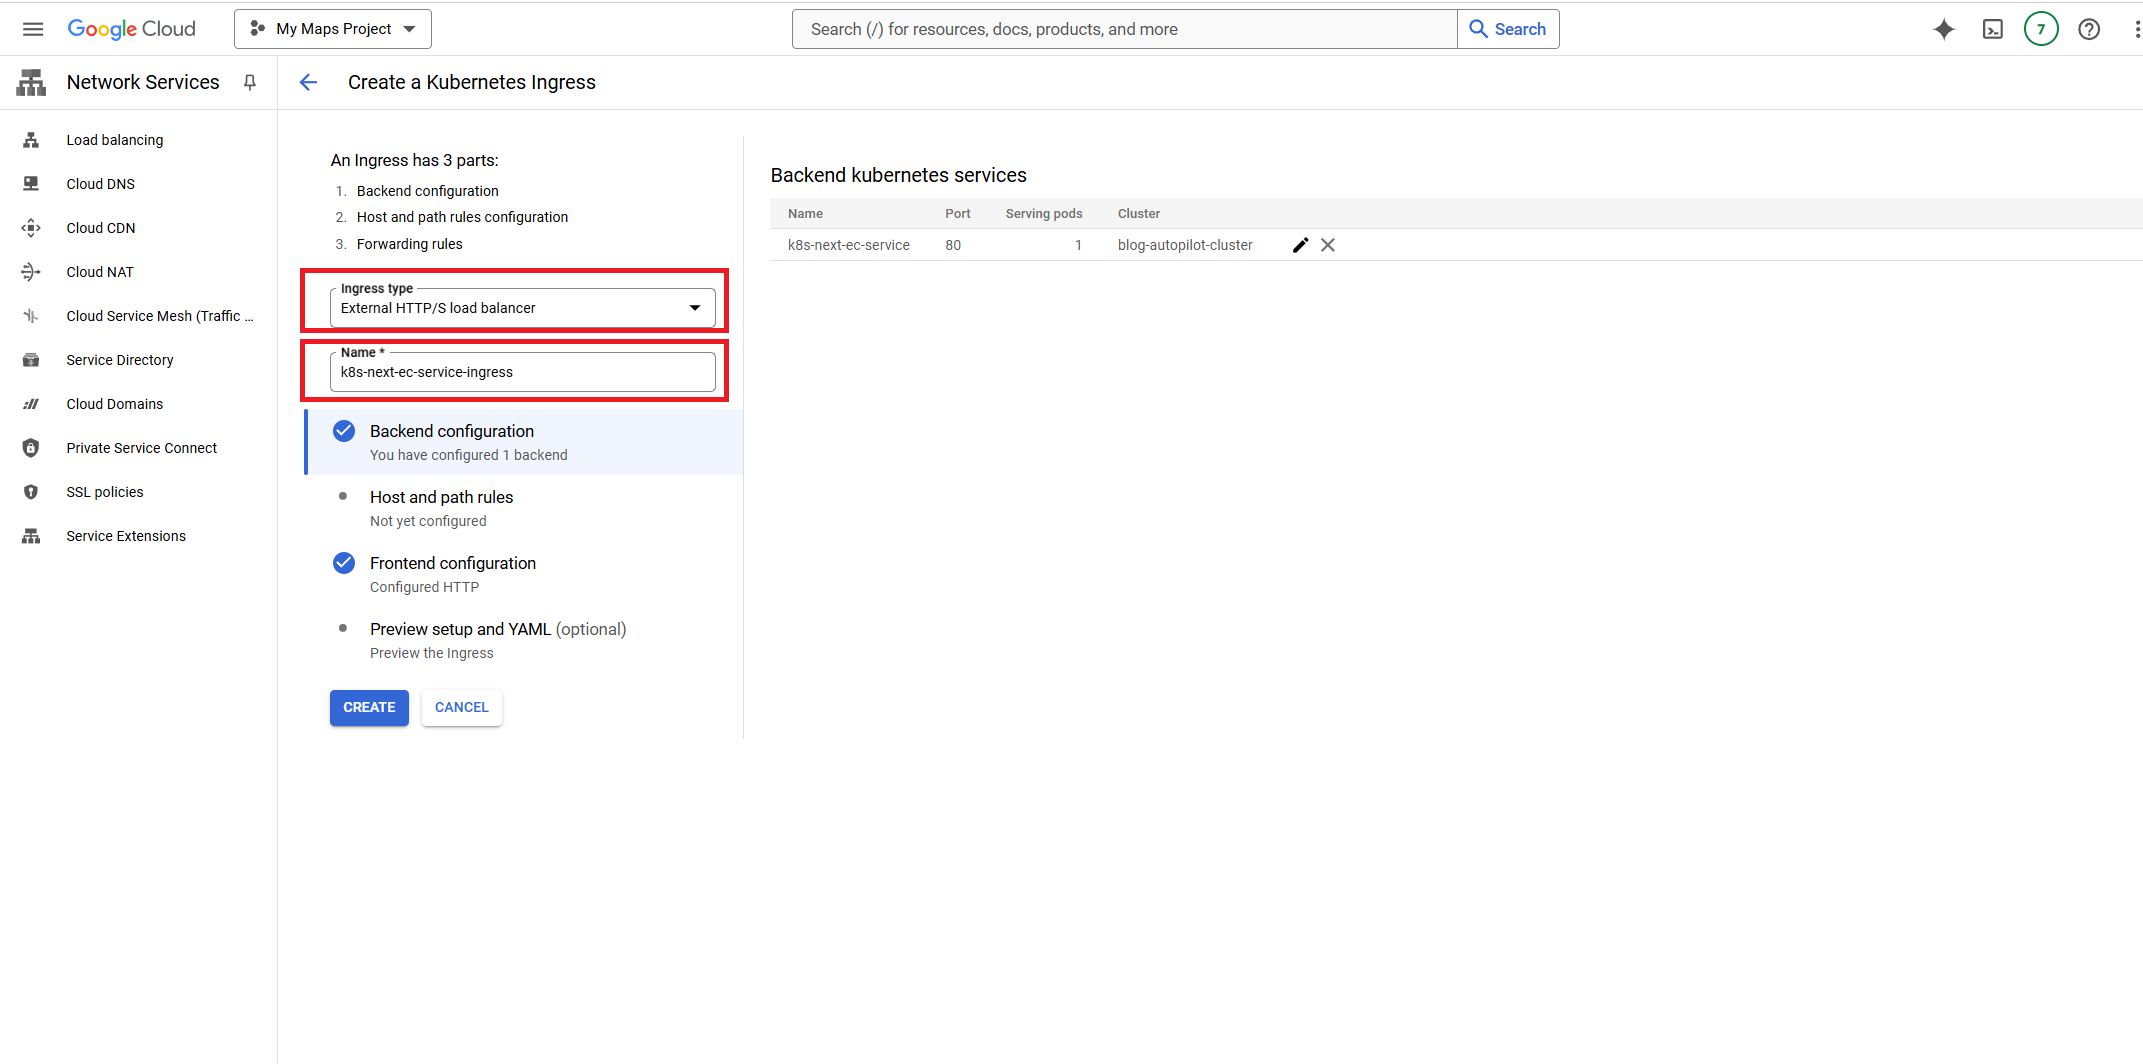 Google Cloud
My Maps Project
Search (/) for resources, docs, products, and more
Search
7
Network Services
Create a Kubernetes Ingress
Load balancing
Cloud DNS
Cloud CDN
Cloud NAT
Cloud Service Mesh (Traffic ...
Service Directory
Cloud Domains
Private Service Connect
SSL policies
Service Extensions
An Ingress has 3 parts:
1. Backend configuration
2. Host and path rules configuration
3. Forwarding rules
Ingress type
External HTTP/S load balancer
Name *
k8s-next-ec-service-ingress
Backend configuration
You have configured 1 backend
Host and path rules
Not yet configured
Frontend configuration
Configured HTTP
Preview setup and YAML (optional)
Preview the Ingress
CREATE CANCEL
Backend kubernetes services
Name Port Serving pods Cluster
k8s-next-ec-service 80 1 blog-autopilot-cluster